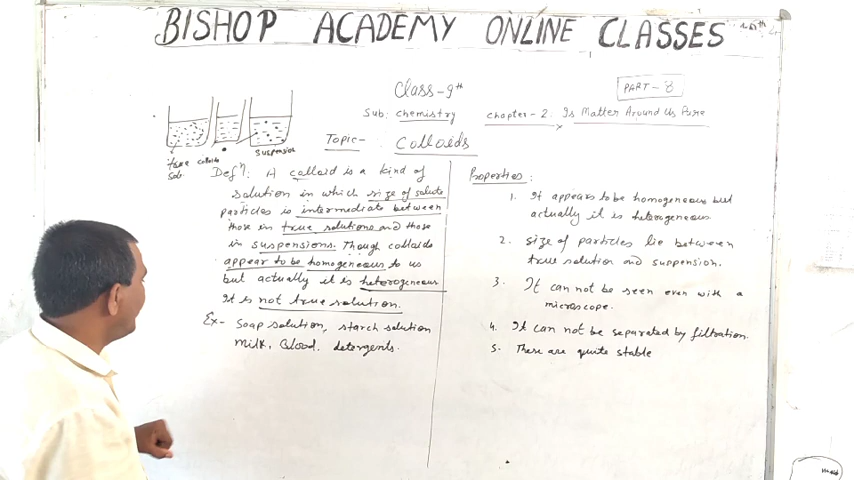 BISHOP ACADEMY ONLINE CLASSES
Class-9th
PART-8
Sub: Chemistry
Chapter-2: Is Matter Around Us Pure
Topic- Colloids
true colloid suspension
Sol.
Defⁿ: A colloid is a kind of
solution in which size of solute
particles is intermediate between
those in true solutions and those
in suspensions. Though colloids
appear to be homogeneous to us
but actually it is heterogeneous
It is not true solution.
Ex- Soap solution, starch solution
Milk, Blood, detergents.
Properties:
1. It appears to be homogeneous but
actually it is heterogeneous.
2. Size of particles lie between
true solution and suspension.
3. It can not be seen even with a
microscope.
4. It can not be separated by filtration.
5. These are quite stable